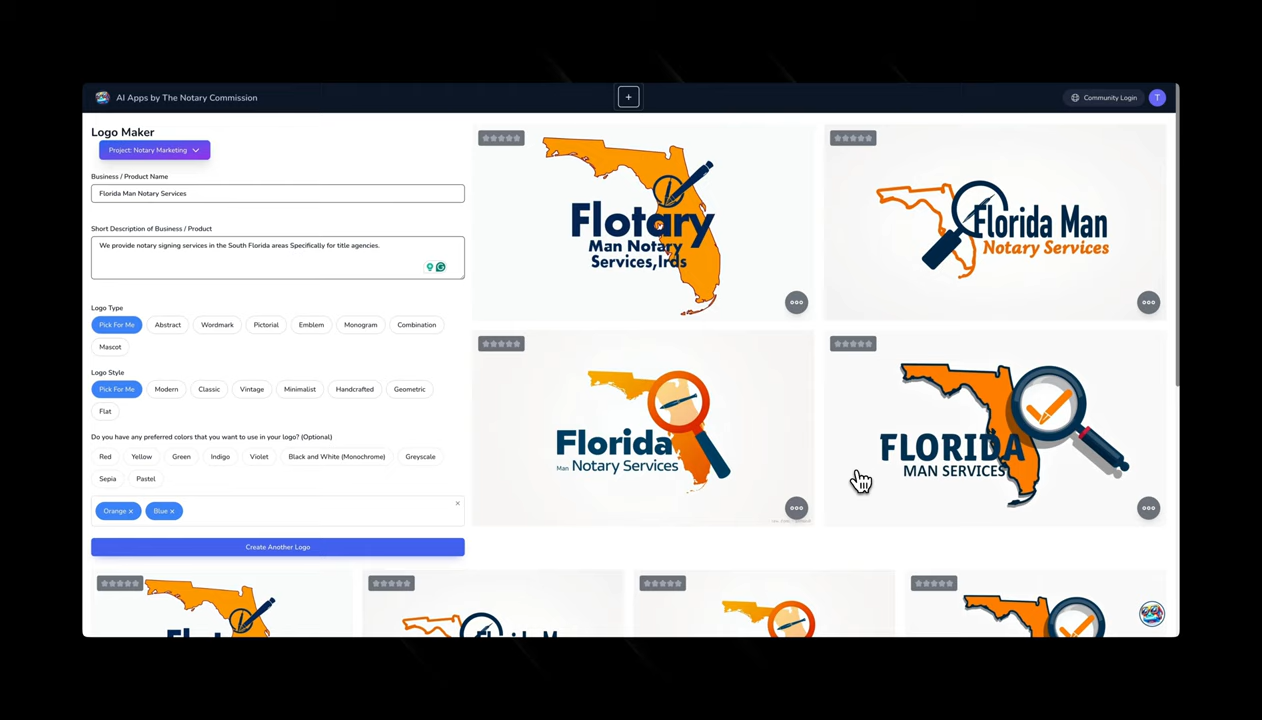 AI Apps by The Notary Commission
+
Community Login
T
Logo Maker
Project: Notary Marketing
Business / Product Name
Florida Man Notary Services
Short Description of Business / Product
We provide notary signing services in the South Florida areas Specifically for title agencies.
Logo Type
Pick For Me
Abstract
Wordmark
Pictorial
Emblem
Monogram
Combination
Mascot
Logo Style
Pick For Me
Modern
Classic
Vintage
Minimalist
Handcrafted
Geometric
Flat
Do you have any preferred colors that you want to use in your logo? (Optional)
Red
Yellow
Green
Indigo
Violet
Black and White (Monochrome)
Greyscale
Sepia
Pastel
Orange ×
Blue ×
×
Create Another Logo
Flotary
Man Notary
Services,Irds
Florida Man
Notary Services
Florida
Man Notary Services
FLORIDA
MAN SERVICES